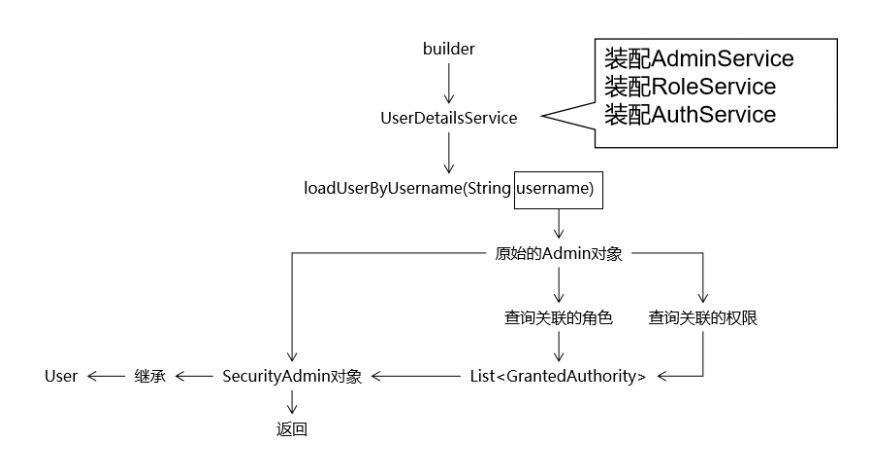 builder
装配AdminService
装配RoleService
装配AuthService
UserDetailsService
loadUserByUsername(String username)
原始的Admin对象
查询关联的角色
查询关联的权限
User
继承
SecurityAdmin对象
List<GrantedAuthority>
返回